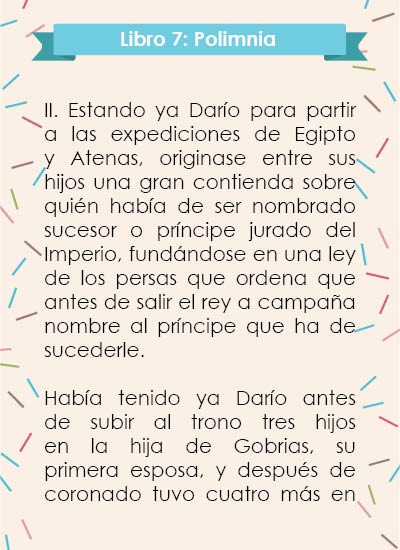 Libro 7: Polimnia
II. Estando ya Darío para partir
a las expediciones de Egipto
y Atenas, originase entre sus
hijos una gran contienda sobre
quién había de ser nombrado
sucesor o príncipe jurado del
Imperio, fundándose en una ley
de los persas que ordena que
antes de salir el rey a campaña
nombre al príncipe que ha de
sucederle.
Había tenido ya Darío antes
de subir al trono tres hijos
en la hija de Gobrias, su
primera esposa, y después de
coronado tuvo cuatro más en